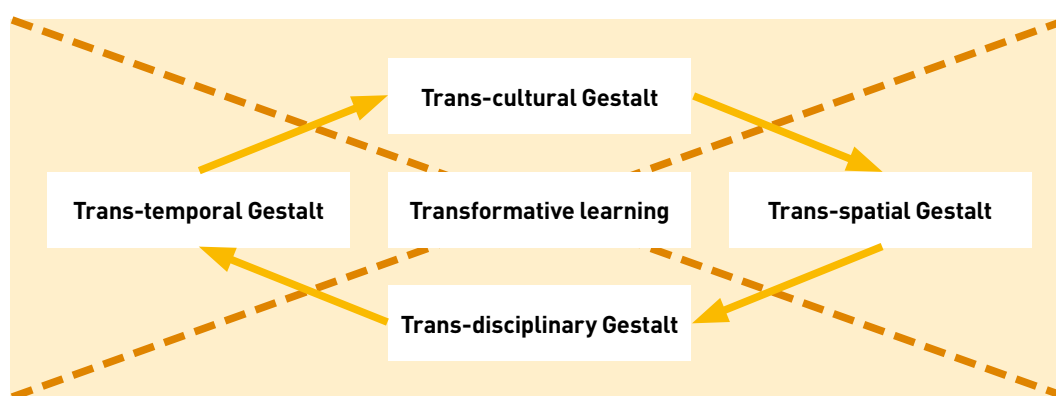 Trans-cultural Gestalt
Trans-temporal Gestalt
Transformative learning
Trans-spatial Gestalt
Trans-disciplinary Gestalt